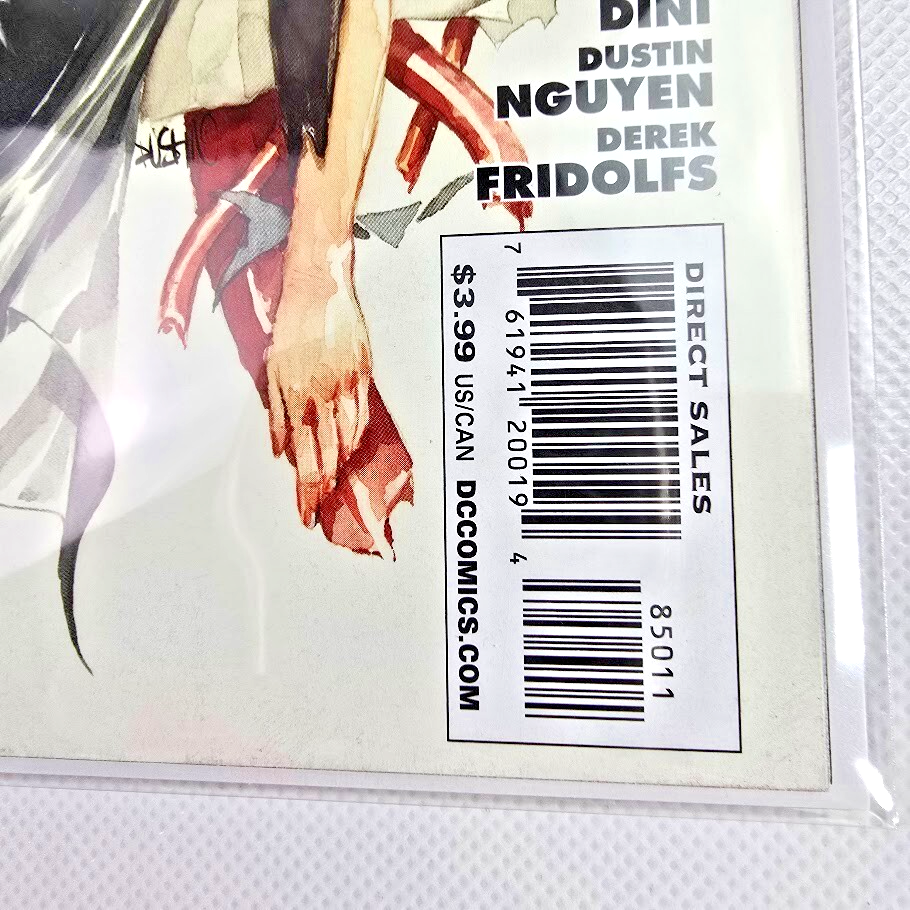 DINI
DUSTIN
NGUYEN
DEREK
FRIDOLFS
DIRECT SALES
7 61941 20019 4
85011
$3.99 US/CAN DCCOMICS.COM